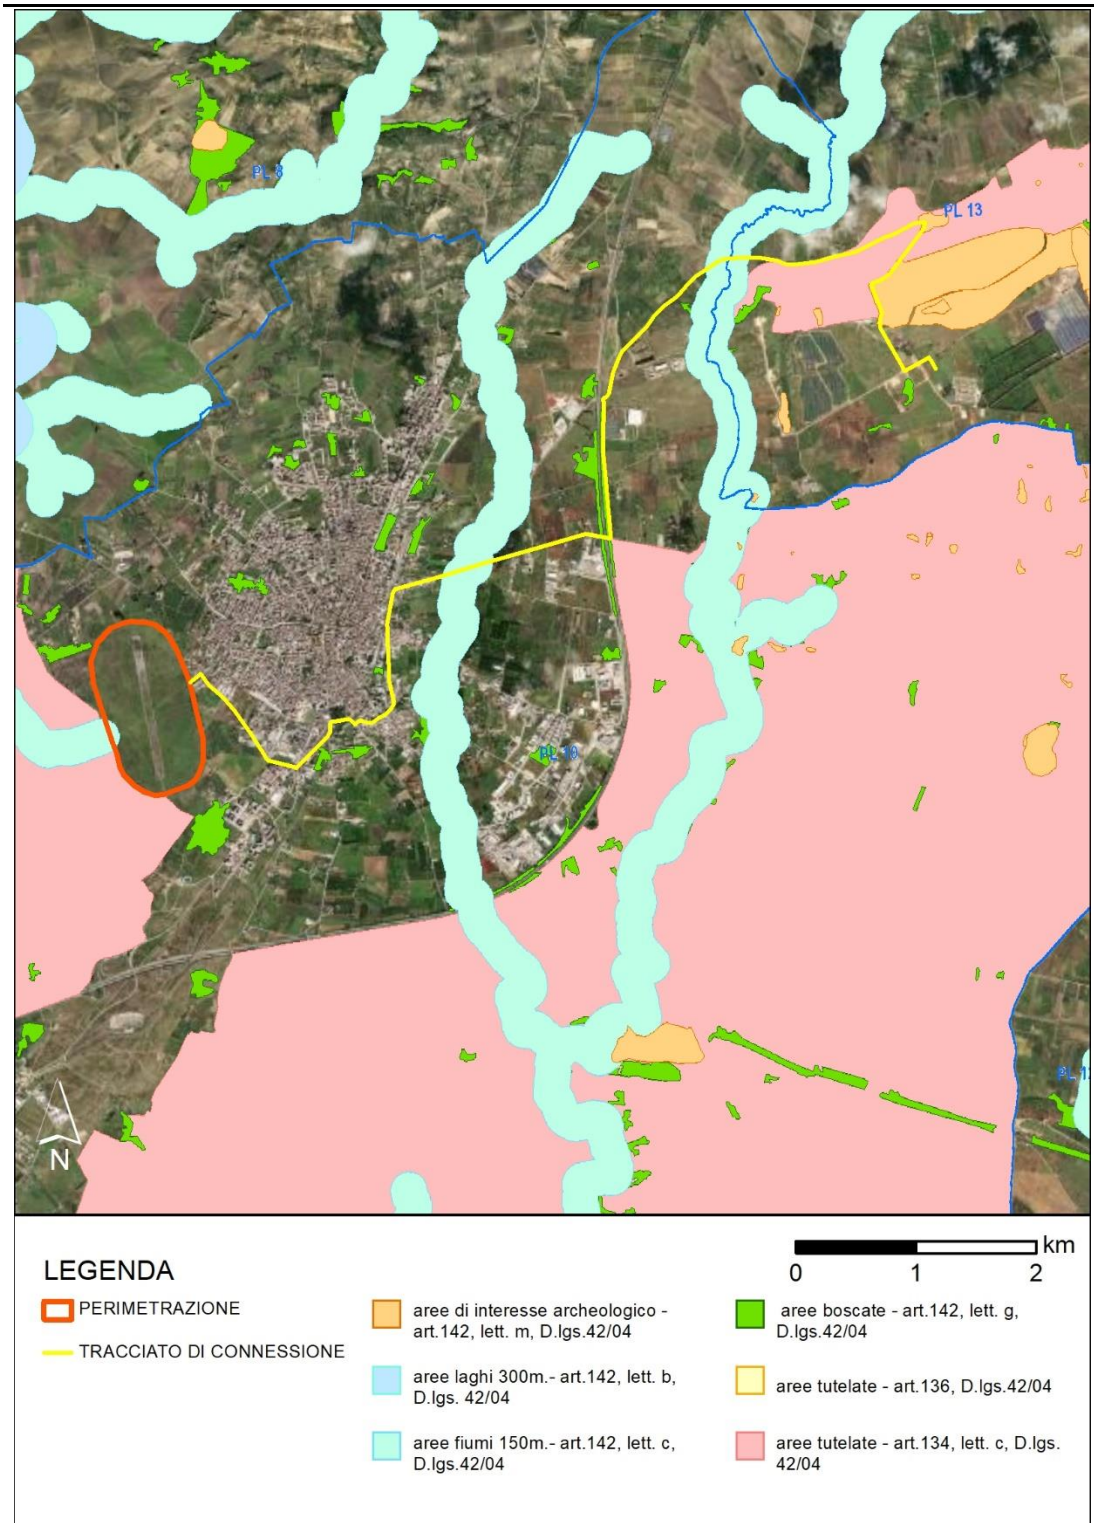 PL 8
PL 13
PL 10
PL 1
N
km
0 1 2
LEGENDA
PERIMETRAZIONE
TRACCIATO DI CONNESSIONE
aree di interesse archeologico -
art.142, lett. m, D.lgs.42/04
aree laghi 300m.- art.142, lett. b,
D.lgs. 42/04
aree fiumi 150m.- art.142, lett. c,
D.lgs.42/04
aree boscate - art.142, lett. g,
D.lgs.42/04
aree tutelate - art.136, D.lgs.42/04
aree tutelate - art.134, lett. c, D.lgs.
42/04